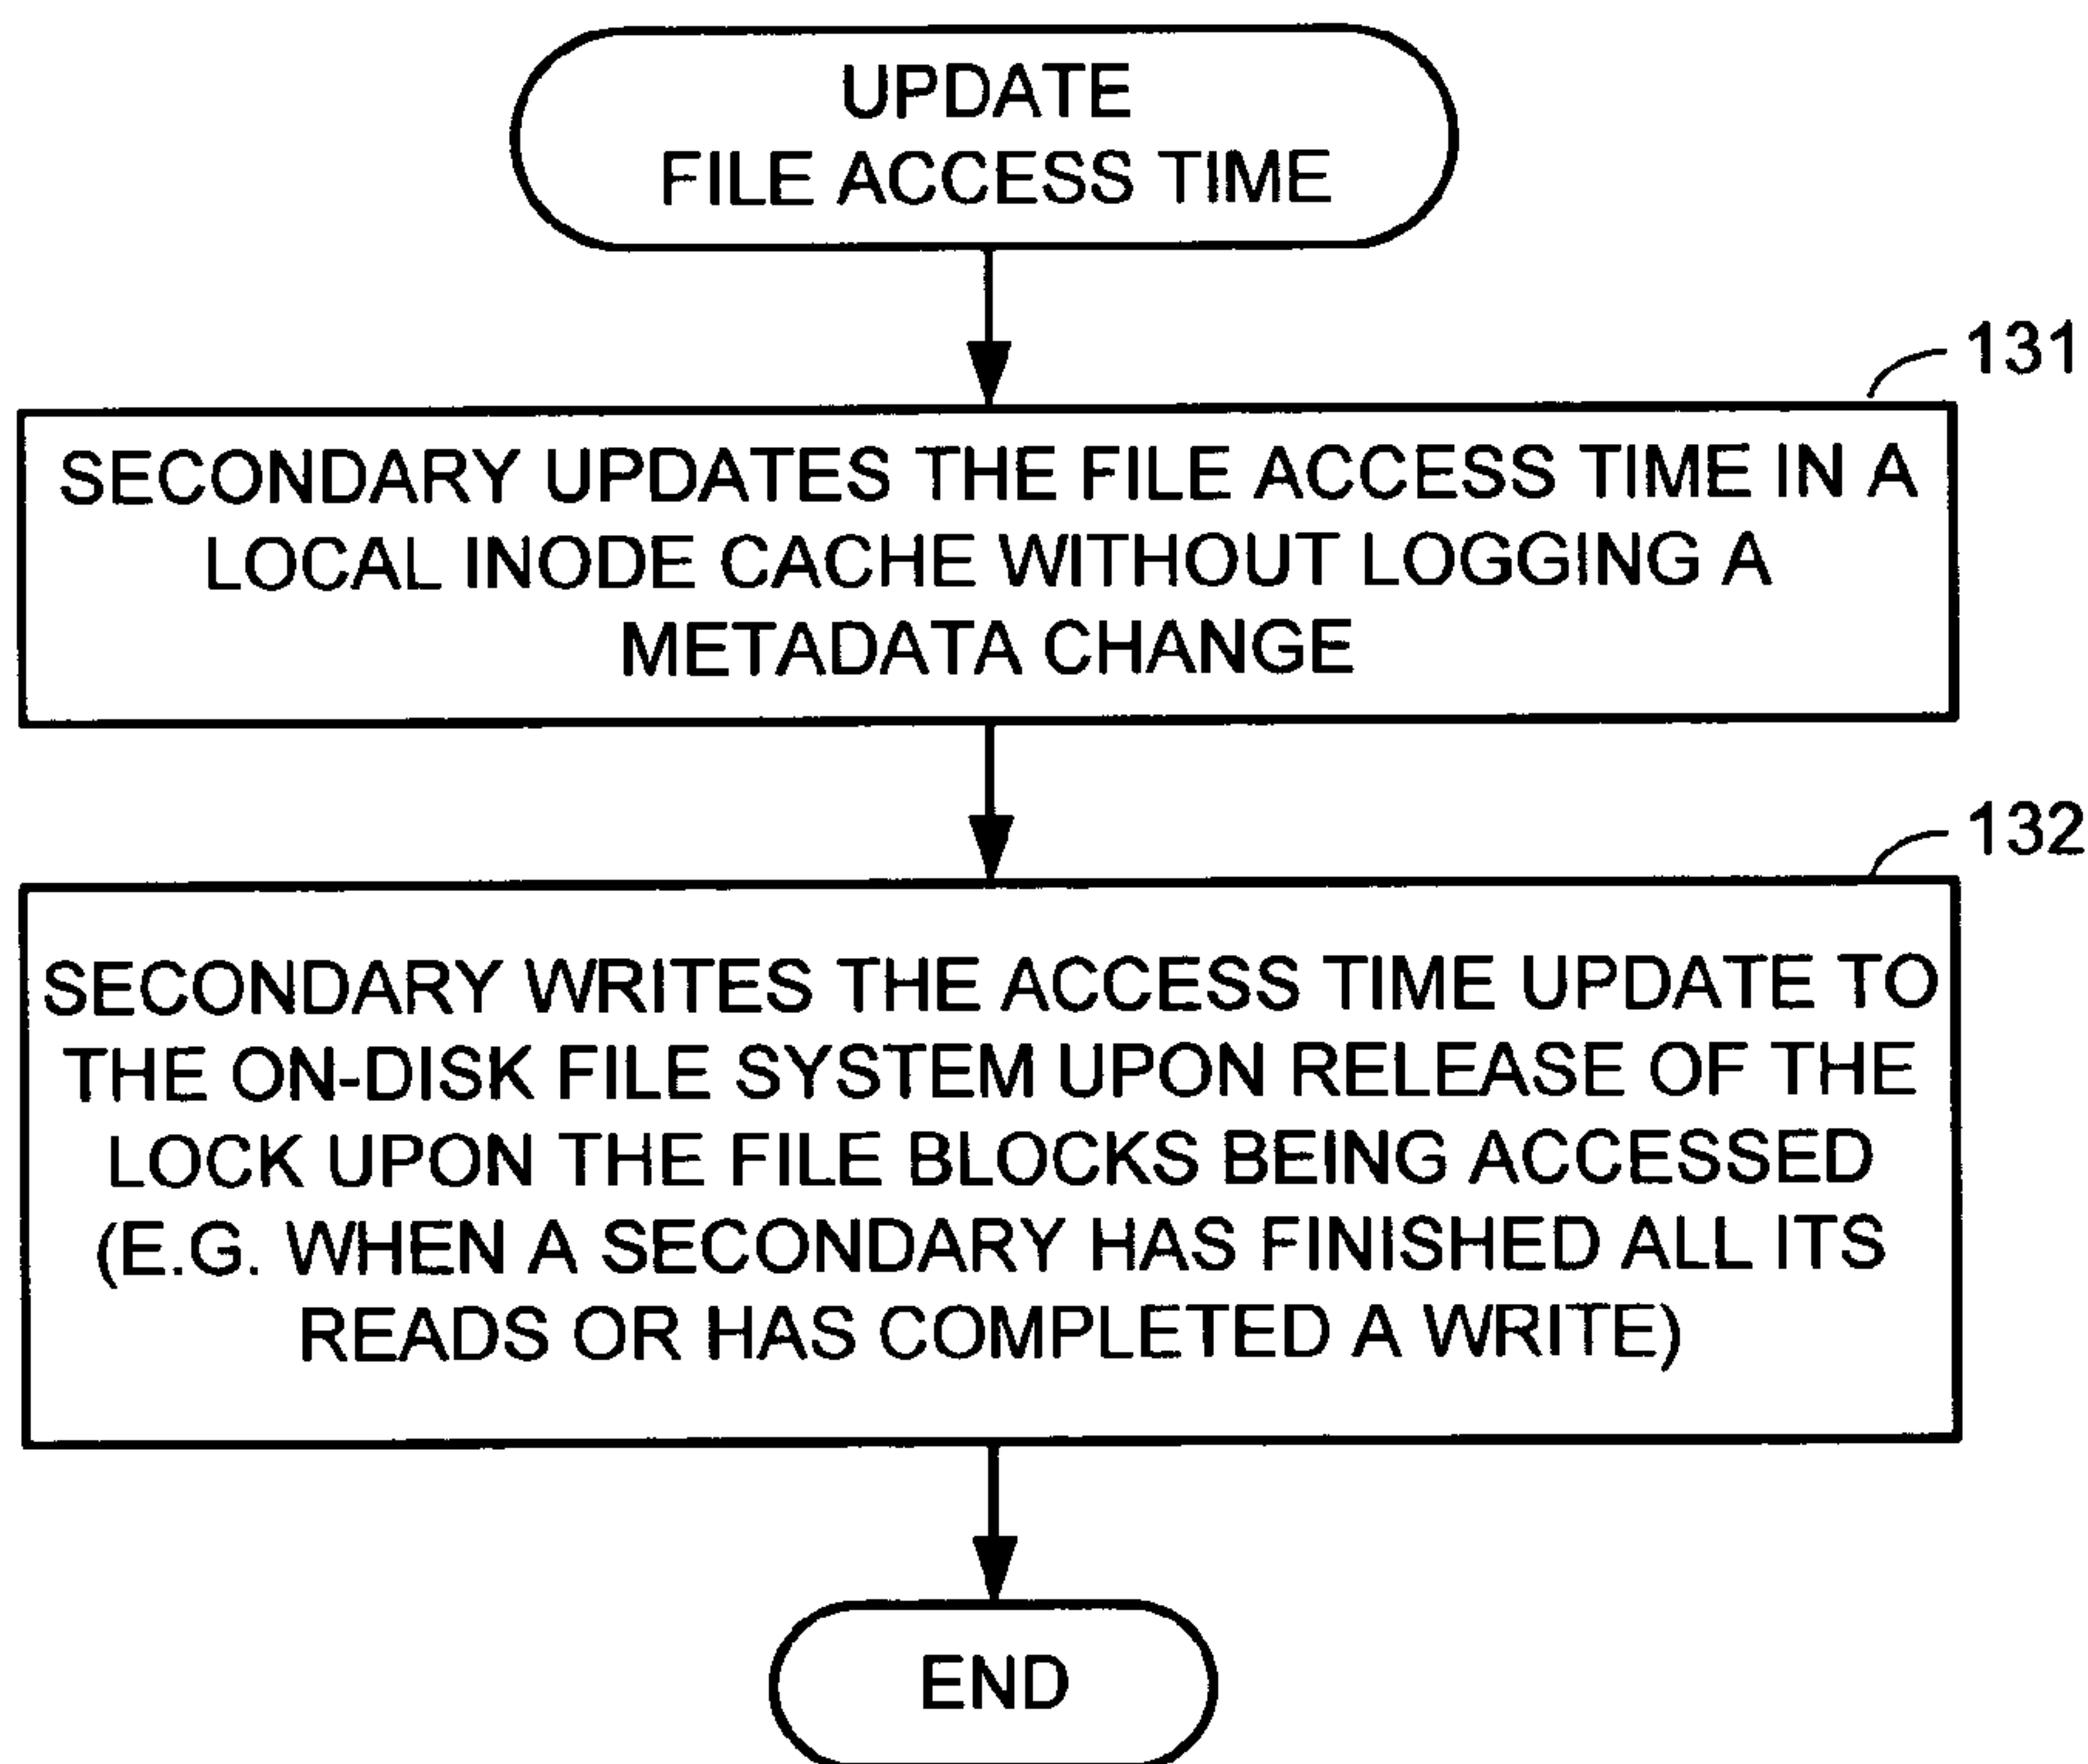 UPDATE
FILE ACCESS TIME
131
SECONDARY UPDATES THE FILE ACCESS TIME IN A
LOCAL INODE CACHE WITHOUT LOGGING A
METADATA CHANGE
132
SECONDARY WRITES THE ACCESS TIME UPDATE TO
THE ON-DISK FILE SYSTEM UPON RELEASE OF THE
LOCK UPON THE FILE BLOCKS BEING ACCESSED
(E.G. WHEN A SECONDARY HAS FINISHED ALL ITS
READS OR HAS COMPLETED A WRITE)
END